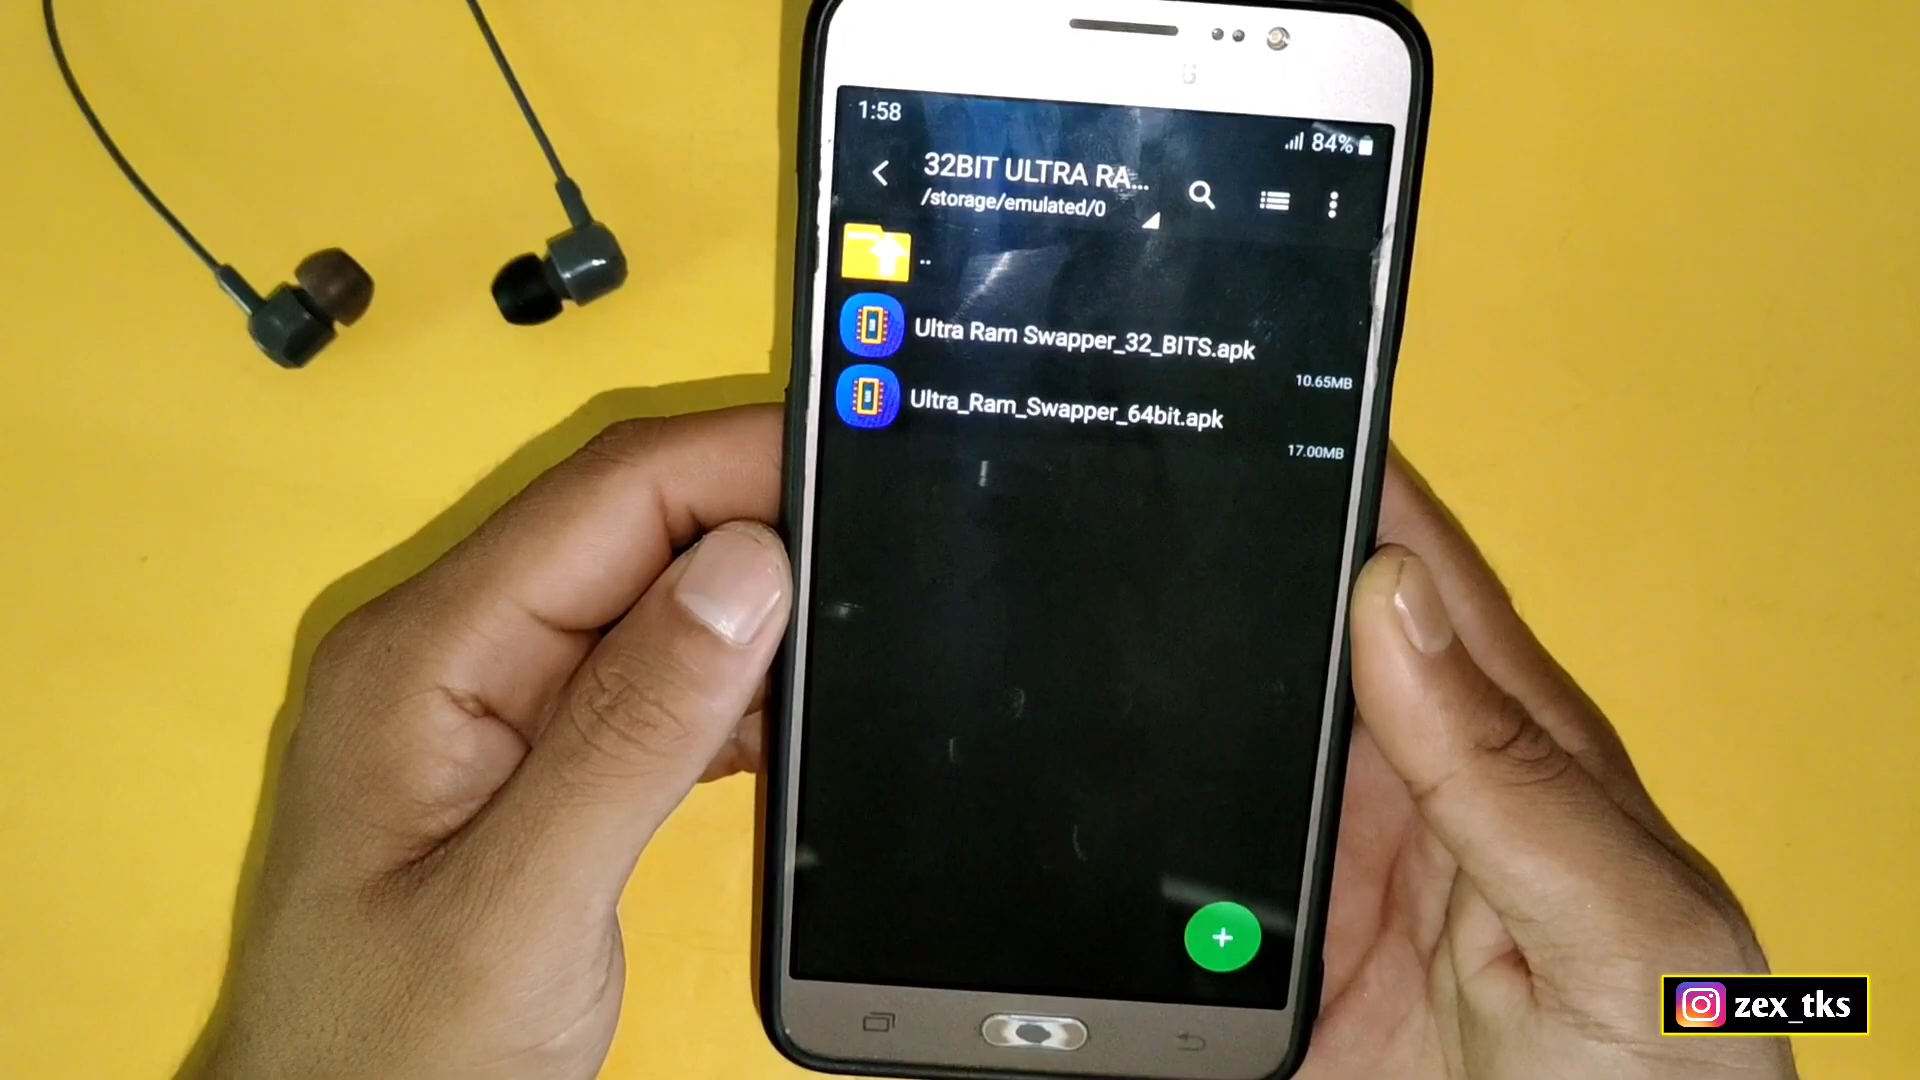 1:58
84%
32BIT ULTRA RA...
/storage/emulated/0
..
Ultra Ram Swapper_32_BITS.apk
10.65MB
Ultra_Ram_Swapper_64bit.apk
17.00MB
zex_tks